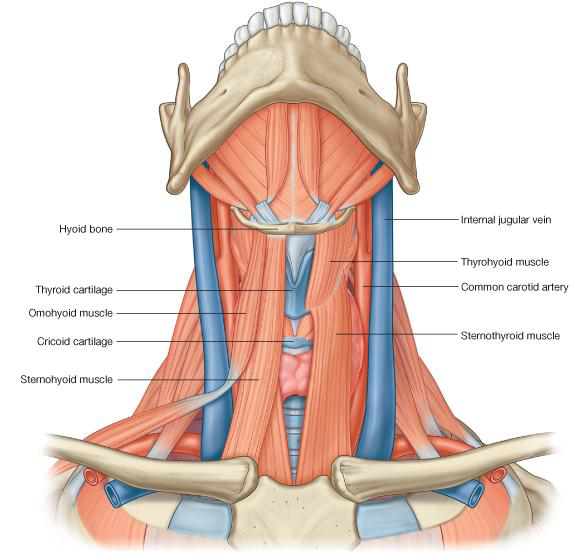 Hyoid bone
Thyroid cartilage
Omohyoid muscle
Cricoid cartilage
Sternohyoid muscle
Internal jugular vein
Thyrohyoid muscle
Common carotid artery
Sternothyroid muscle